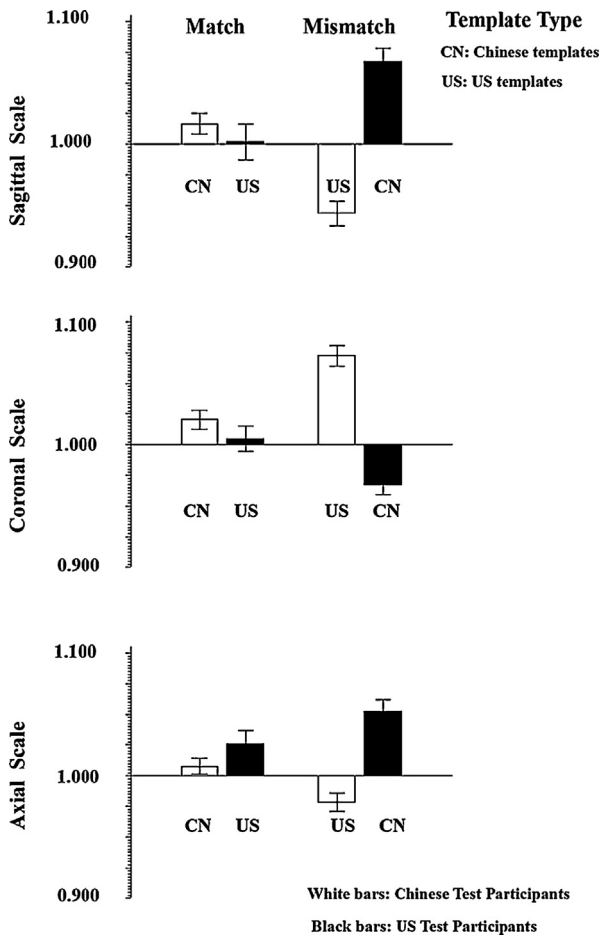 1.100
Match
Mismatch
Template Type
CN: Chinese templates
US: US templates
Sagittal Scale
1.000
CN
US
US
CN
0.900
1.100
Coronal Scale
1.000
CN
US
US
CN
0.900
1.100
Axial Scale
1.000
CN
US
US
CN
0.900
White bars: Chinese Test Participants
Black bars: US Test Participants